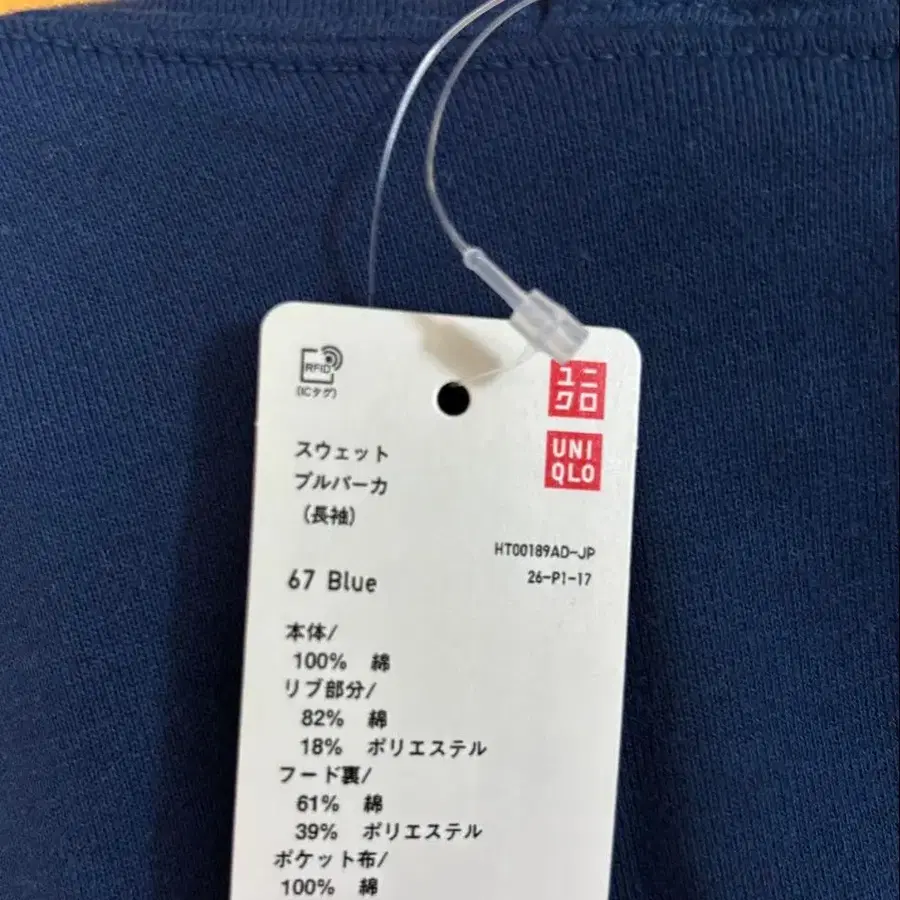 RFID
(ICタグ)
ユニ
クロ
UNI
QLO
スウェット
プルパーカ
(長袖)
HT00189AD-JP
26-P1-17
67 Blue
本体/
100% 綿
リブ部分/
82% 綿
18% ポリエステル
フード裏/
61% 綿
39% ポリエステル
ポケット布/
100% 綿